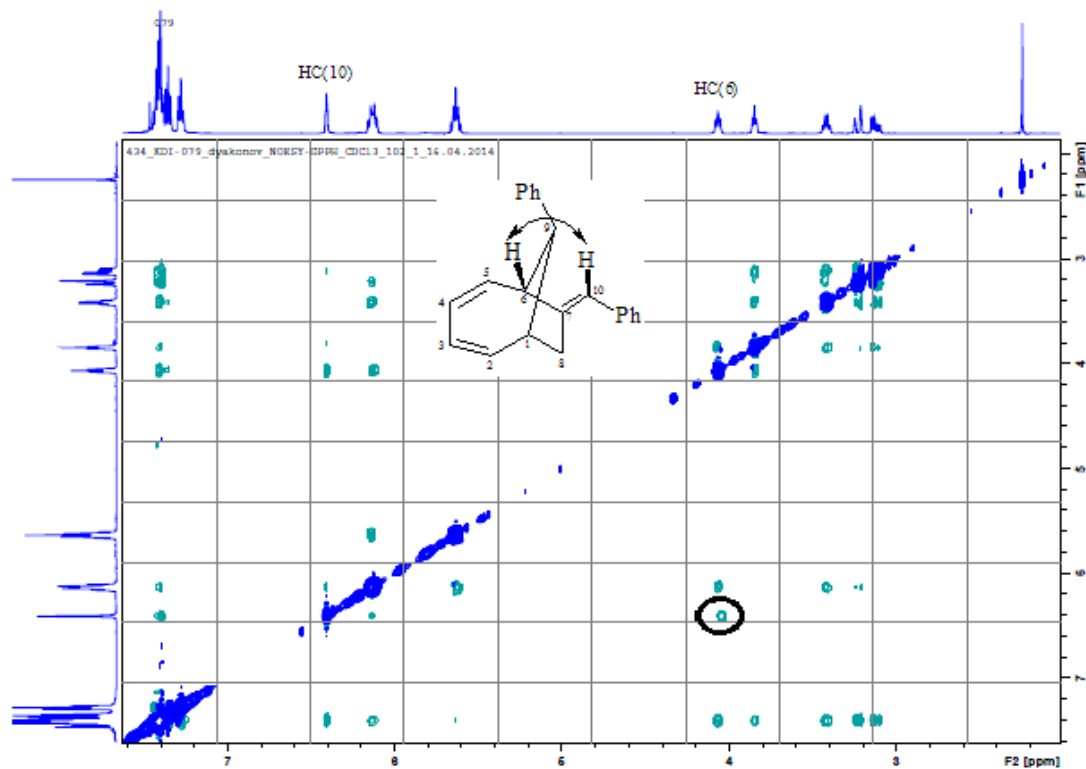 079
HC(10)
HC(6)
434_KDI-079_dyakonov_NOESY-GPPH_CDCl3_102_1_16.04.2014
Ph
9
H
H
5
10
6
4
7
Ph
3
1
2
8
3
4
5
6
7
F1 [ppm]
7
6
5
4
3
F2 [ppm]